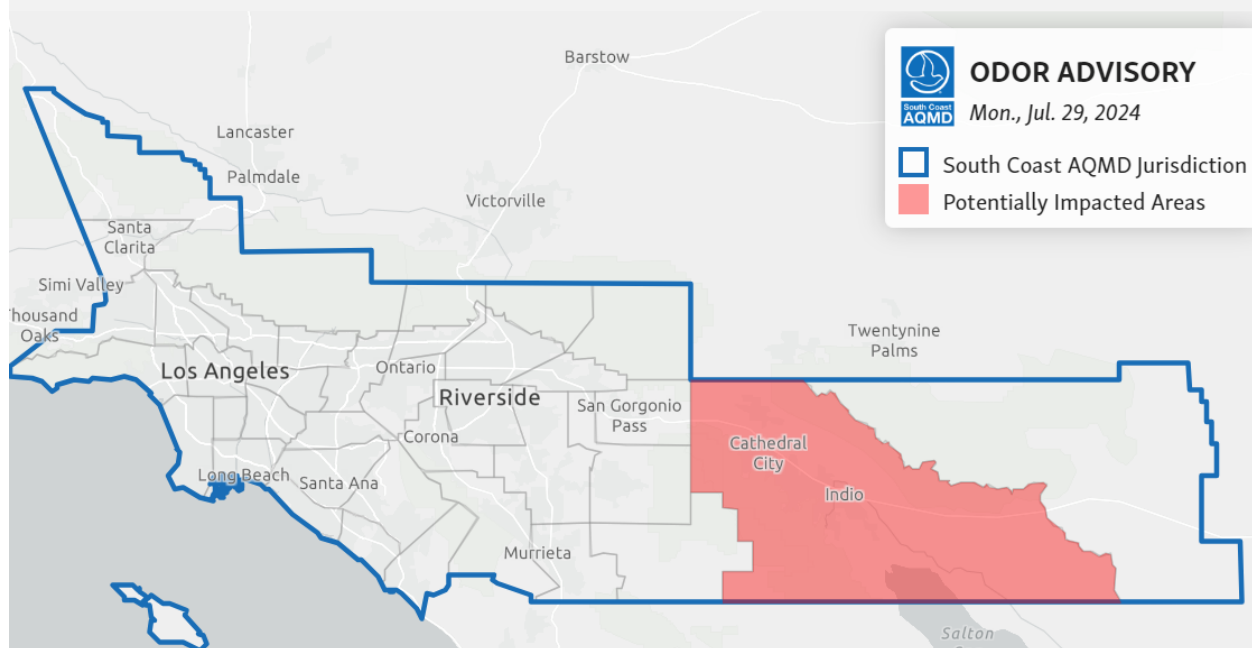 Barstow
ODOR ADVISORY
South Coast
AQMD
Mon., Jul. 29, 2024
South Coast AQMD Jurisdiction
Potentially Impacted Areas
Lancaster
Palmdale
Victorville
Santa
Clarita
Simi Valley
Thousand
Oaks
Twentynine
Palms
Los Angeles
Ontario
Riverside
San Gorgonio
Pass
Corona
Cathedral
City
Long Beach
Santa Ana
Indio
Murrieta
Salton